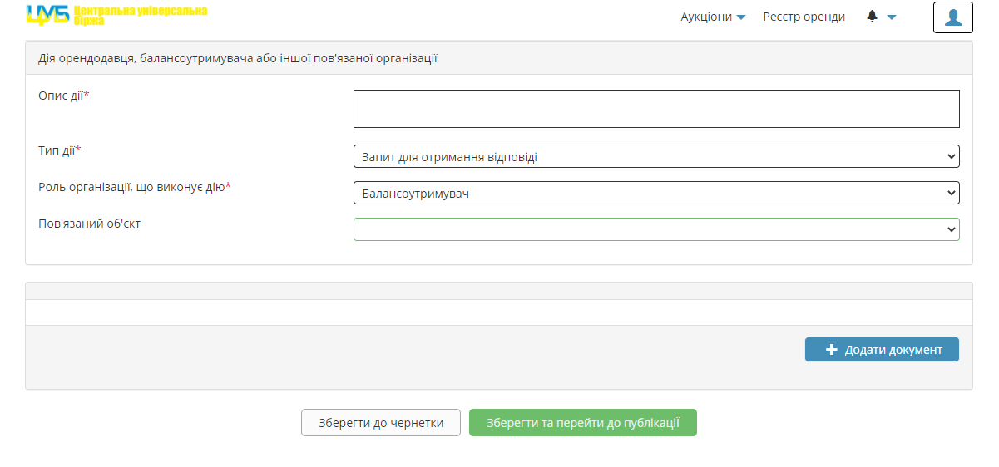 ЦУБ Центральна універсальна
біржа
Аукціони Реєстр оренди
Дія орендодавця, балансоутримувача або іншої пов'язаної організації
Опис дії*
Тип дії*
Запит для отримання відповіді
Роль організації, що виконує дію*
Балансоутримувач
Пов'язаний об'єкт
Додати документ
Зберегти до чернетки
Зберегти та перейти до публікації